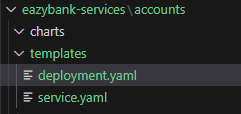 eazybank-services\accounts
charts
templates
deployment.yaml
service.yaml